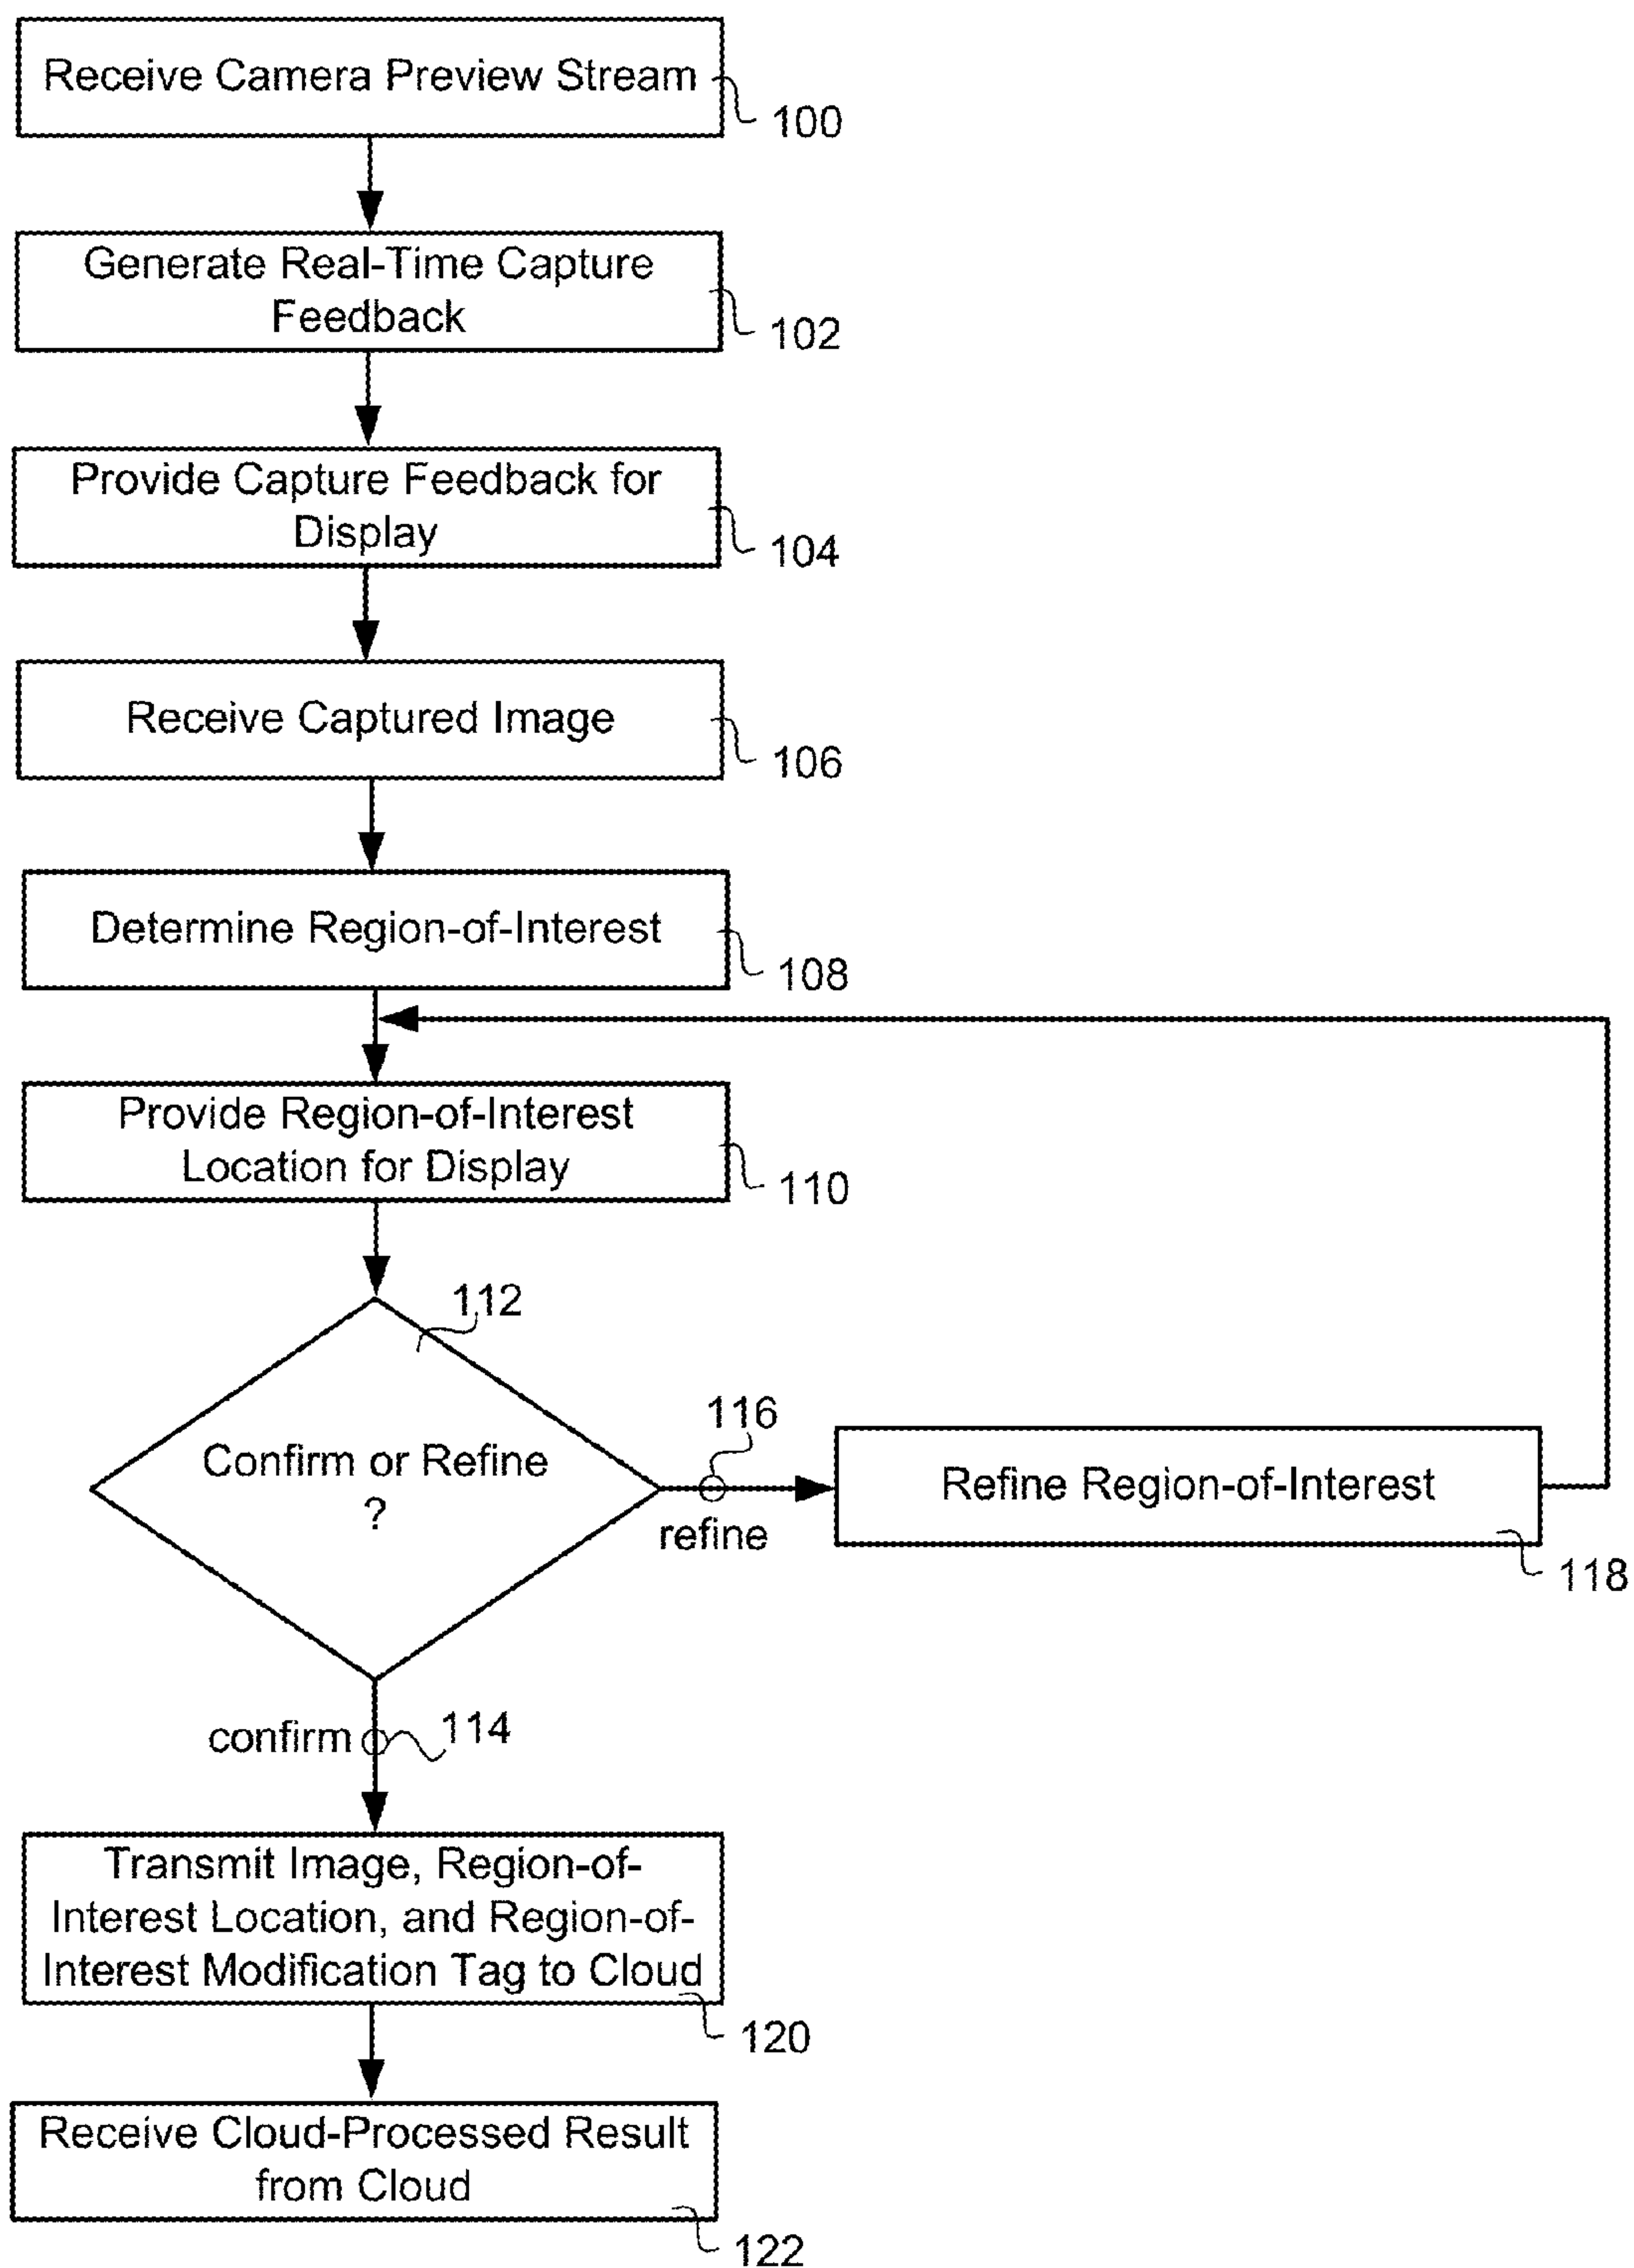 Receive Camera Preview Stream
100
Generate Real-Time Capture
Feedback
102
Provide Capture Feedback for
Display
104
Receive Captured Image
106
Determine Region-of-Interest
108
Provide Region-of-Interest
Location for Display
110
112
Confirm or Refine
?
116
refine
Refine Region-of-Interest
118
confirm
114
Transmit Image, Region-of-
Interest Location, and Region-of-
Interest Modification Tag to Cloud
120
Receive Cloud-Processed Result
from Cloud
122